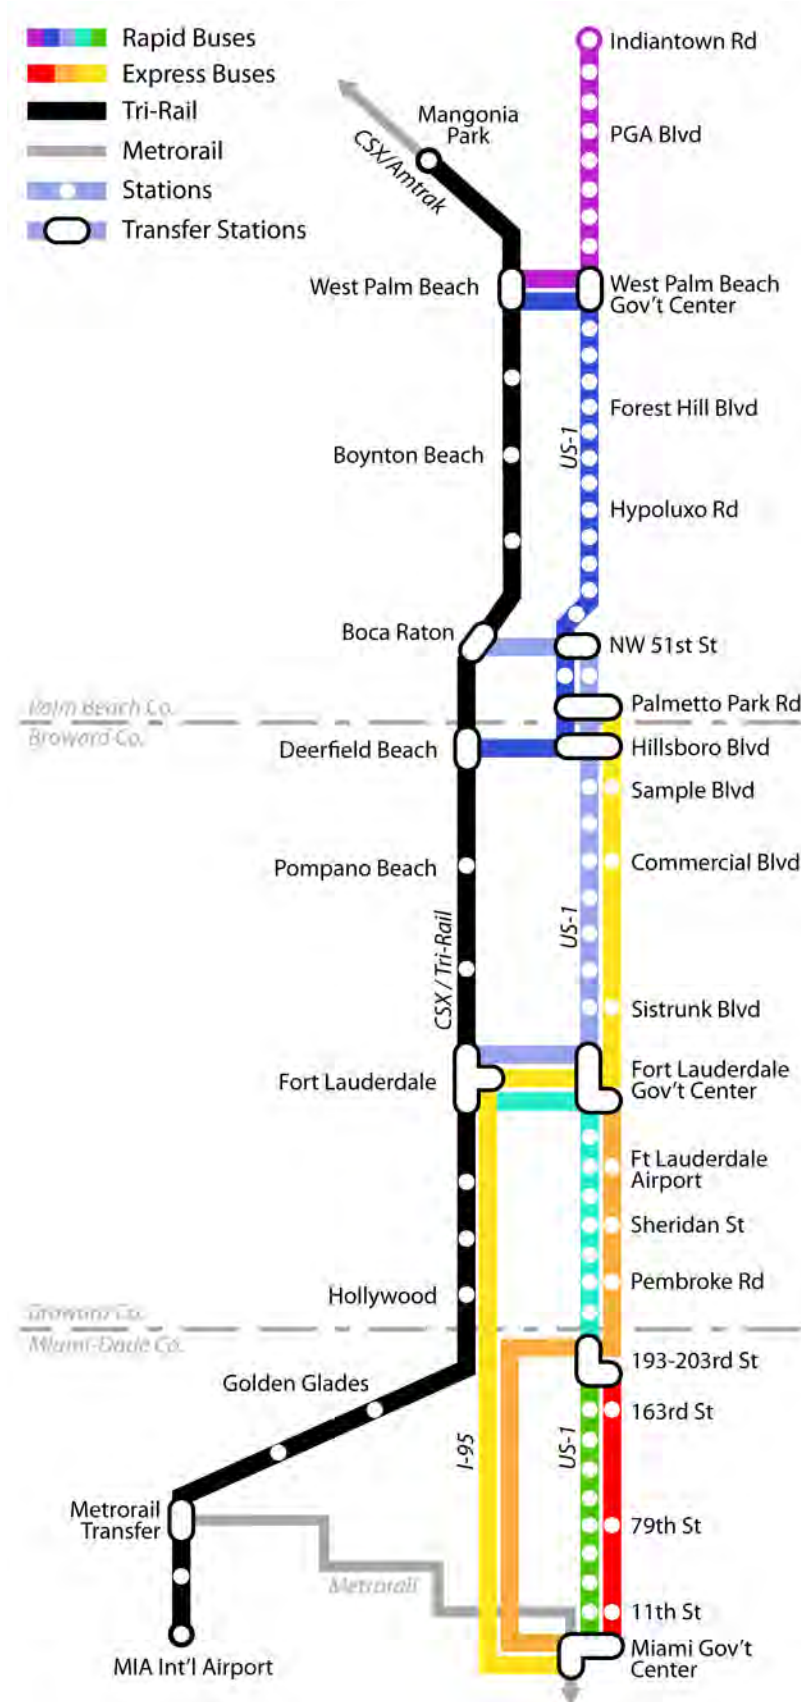 Rapid Buses
Express Buses
Tri-Rail
Metrorail
Stations
Transfer Stations
Indiantown Rd
Mangonia
Park
CSX/Amtrak
PGA Blvd
West Palm Beach
West Palm Beach
Gov't Center
Forest Hill Blvd
US-1
Boynton Beach
Hypoluxo Rd
Boca Raton
NW 51st St
Palm Beach Co.
Palmetto Park Rd
Broward Co.
Deerfield Beach
Hillsboro Blvd
Sample Blvd
Pompano Beach
Commercial Blvd
US-1
CSX / Tri-Rail
Sistrunk Blvd
Fort Lauderdale
Fort Lauderdale
Gov't Center
Ft Lauderdale
Airport
Sheridan St
Hollywood
Pembroke Rd
Broward Co.
Miami-Dade Co.
193-203rd St
Golden Glades
163rd St
I-95
US-1
Metrorail
Transfer
79th St
Metrorail
11th St
MIA Int'l Airport
Miami Gov't
Center